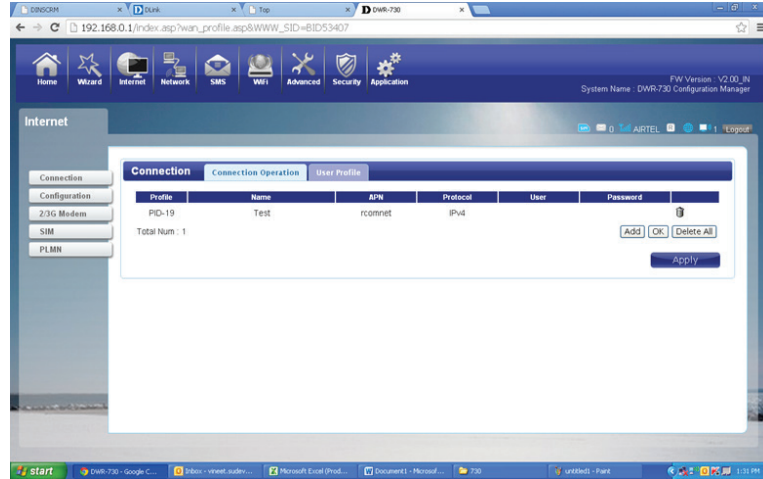 DINSCRM DLink Top DWR-730
192.168.0.1/index.asp?wan_profile.asp&WWW_SID=BID53407
Home Wizard Internet Network SMS WiFi Advanced Security Application
FW Version : V2.00_IN
System Name : DWR-730 Configuration Manager
Internet
0 AIRTEL 1 Logout
Connection
Configuration
2/3G Modem
SIM
PLMN
Connection Connection Operation User Profile
Profile Name APN Protocol User Password
PID-19 Test rcomnet IPv4
Total Num : 1 Add OK Delete All
Apply
start DWR-730 - Google C... Inbox - vineet.sudev... Microsoft Excel (Prod... Document1 - Microsof... 730 untitled1 - Paint 1:31 PM